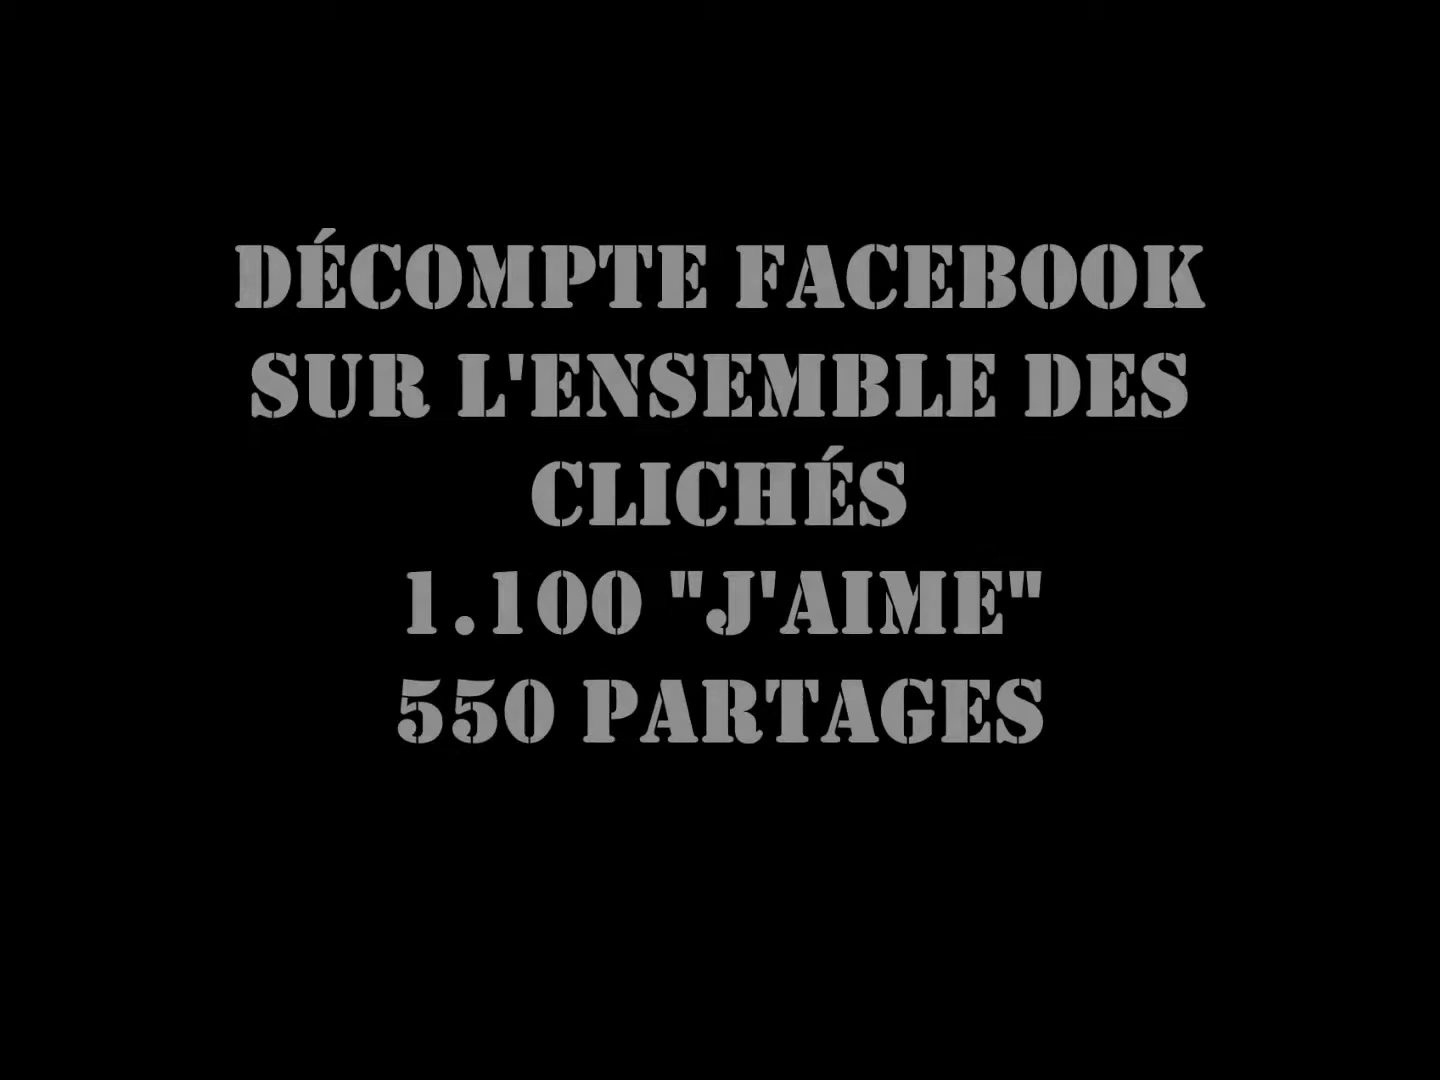 DÉCOMPTE FACEBOOK
SUR L'ENSEMBLE DES
CLICHÉS
1.100 "J'AIME"
550 PARTAGES